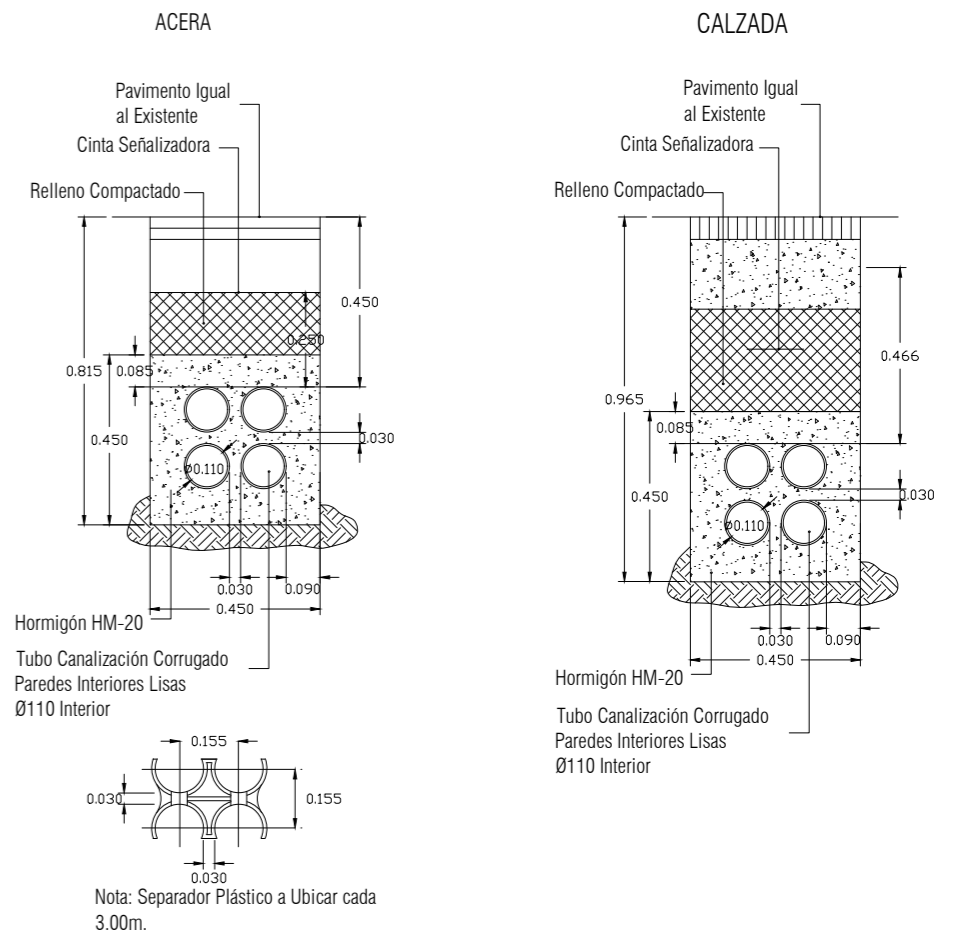 ACERA
Pavimento Igual
al Existente
Cinta Señalizadora
Relleno Compactado
0.450
0.250
0.815
0.085
0.450
0.030
Ø0.110
0.030
0.090
0.450
Hormigón HM-20
Tubo Canalización Corrugado
Paredes Interiores Lisas
Ø110 Interior
0.155
0.030
0.155
0.030
Nota: Separador Plástico a Ubicar cada
3.00m.
CALZADA
Pavimento Igual
al Existente
Cinta Señalizadora
Relleno Compactado
0.466
0.965
0.085
0.450
0.030
Ø0.110
0.030
0.090
0.450
Hormigón HM-20
Tubo Canalización Corrugado
Paredes Interiores Lisas
Ø110 Interior